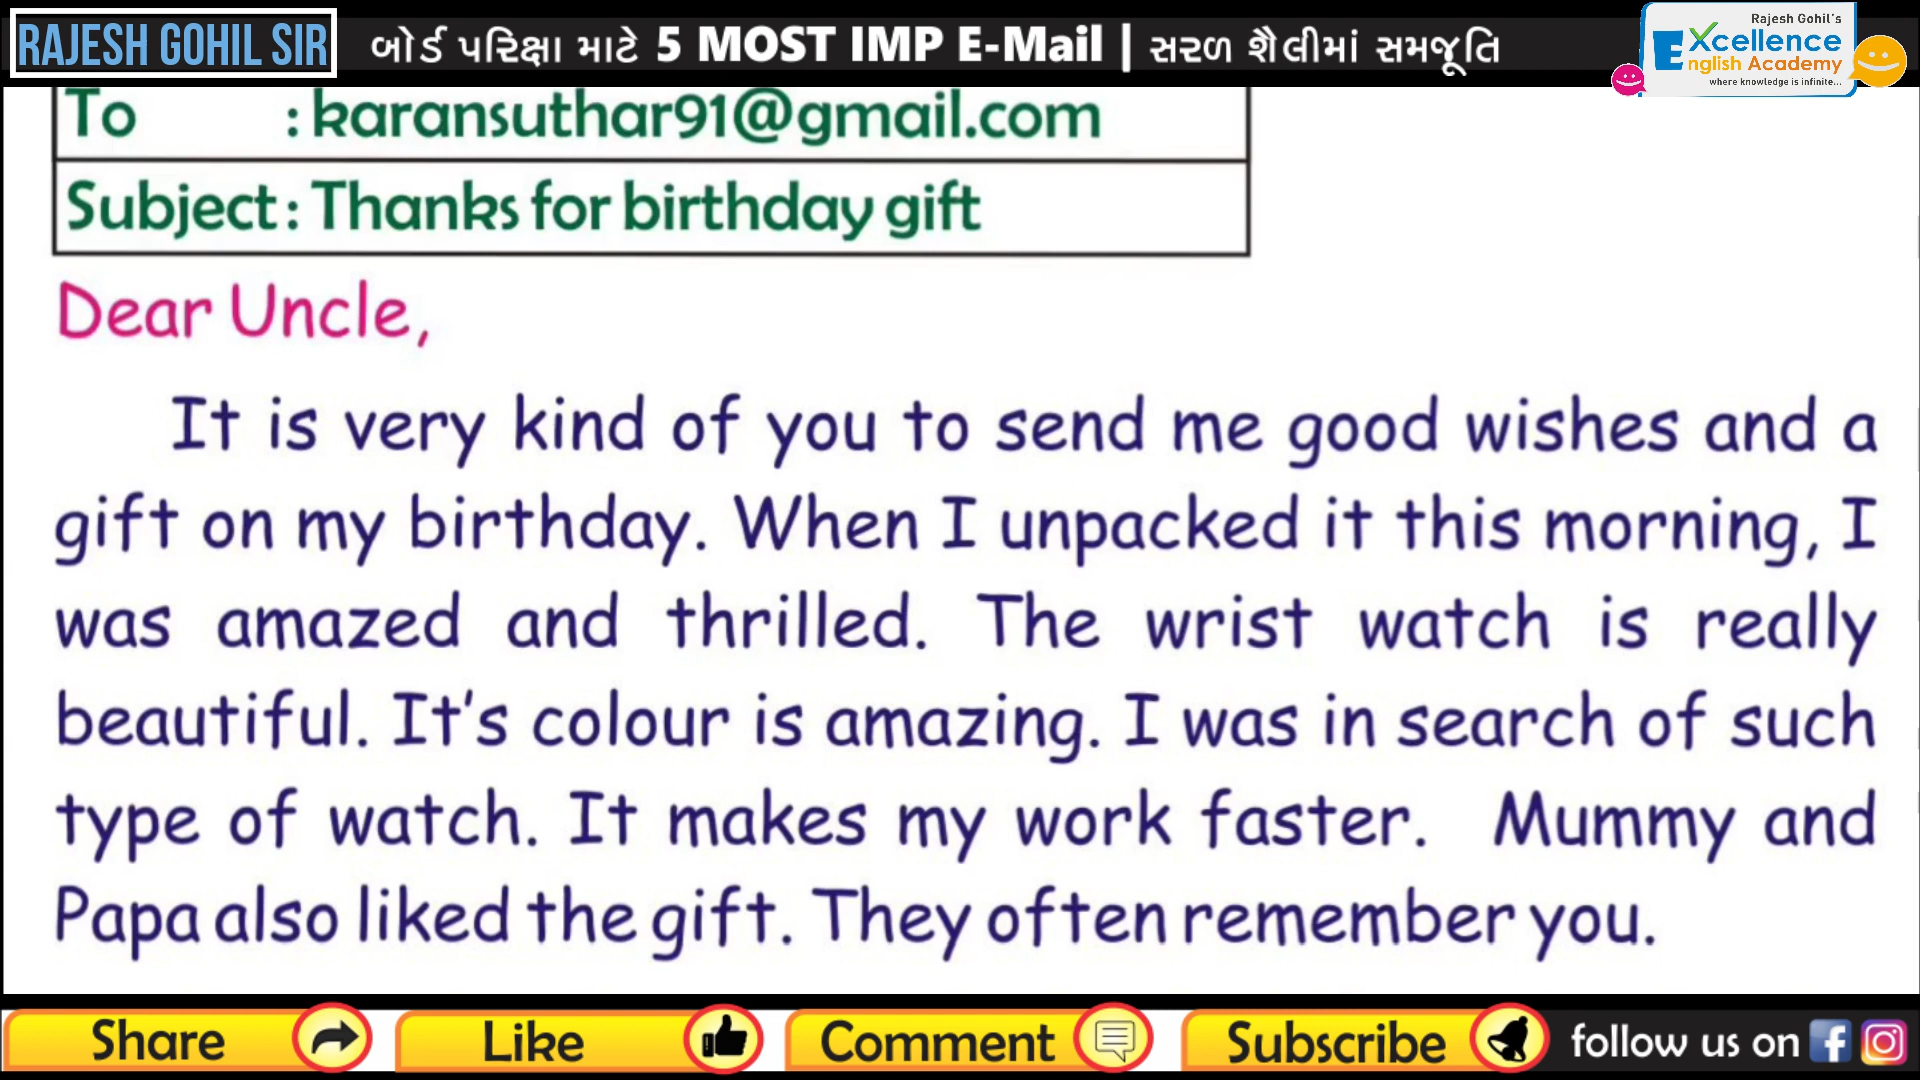 RAJESH GOHIL SIR
બોર્ડ પરિક્ષા માટે 5 MOST IMP E-Mail | સરળ શૈલીમાં સમજૂતિ
Rajesh Gohil's
Excellence
English Academy
where knowledge is infinite...
To : karansuthar91@gmail.com
Subject : Thanks for birthday gift
Dear Uncle,
It is very kind of you to send me good wishes and a
gift on my birthday. When I unpacked it this morning, I
was amazed and thrilled. The wrist watch is really
beautiful. It's colour is amazing. I was in search of such
type of watch. It makes my work faster. Mummy and
Papa also liked the gift. They often remember you.
Share
Like
Comment
Subscribe
follow us on